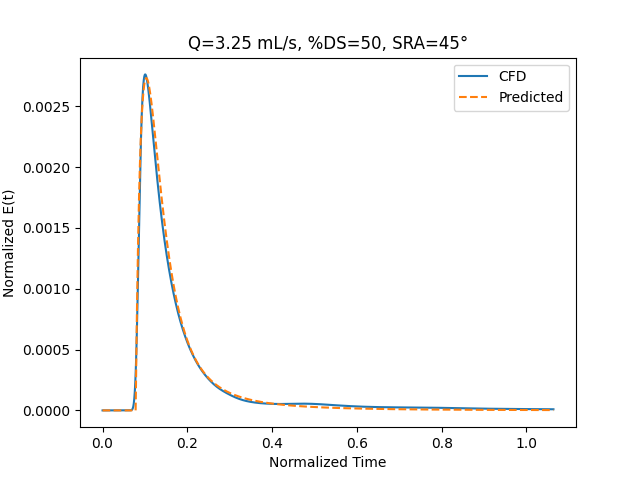 Q=3.25 mL/s, %DS=50, SRA=45°
CFD
Predicted
Normalized E(t)
0.0025
0.0020
0.0015
0.0010
0.0005
0.0000
0.0 0.2 0.4 0.6 0.8 1.0
Normalized Time